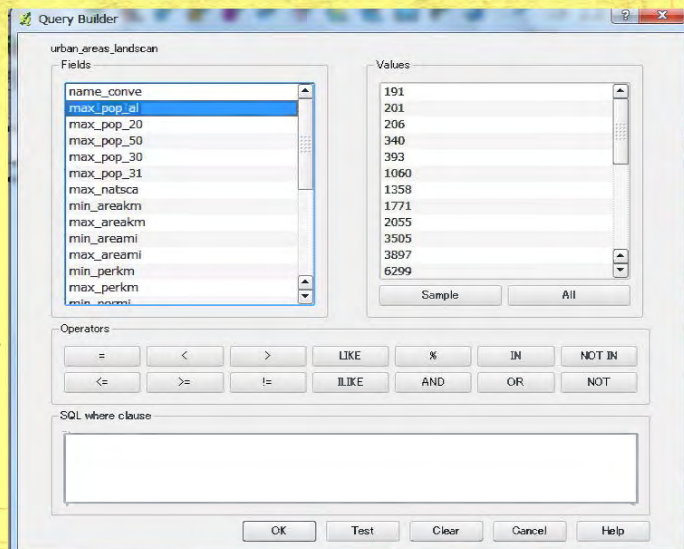 Query Builder
urban_areas_landscan
Fields
name_conve
max_pop_al
max_pop_20
max_pop_50
max_pop_30
max_pop_31
max_natsca
min_areakm
max_areakm
min_areami
max_areami
min_perkm
max_perkm
min_permi
Values
191
201
206
340
393
1060
1358
1771
2055
3505
3897
6299
Sample All
Operators
= < > LIKE % IN NOT IN
<= >= != ILIKE AND OR NOT
SQL where clause
OK Test Clear Cancel Help